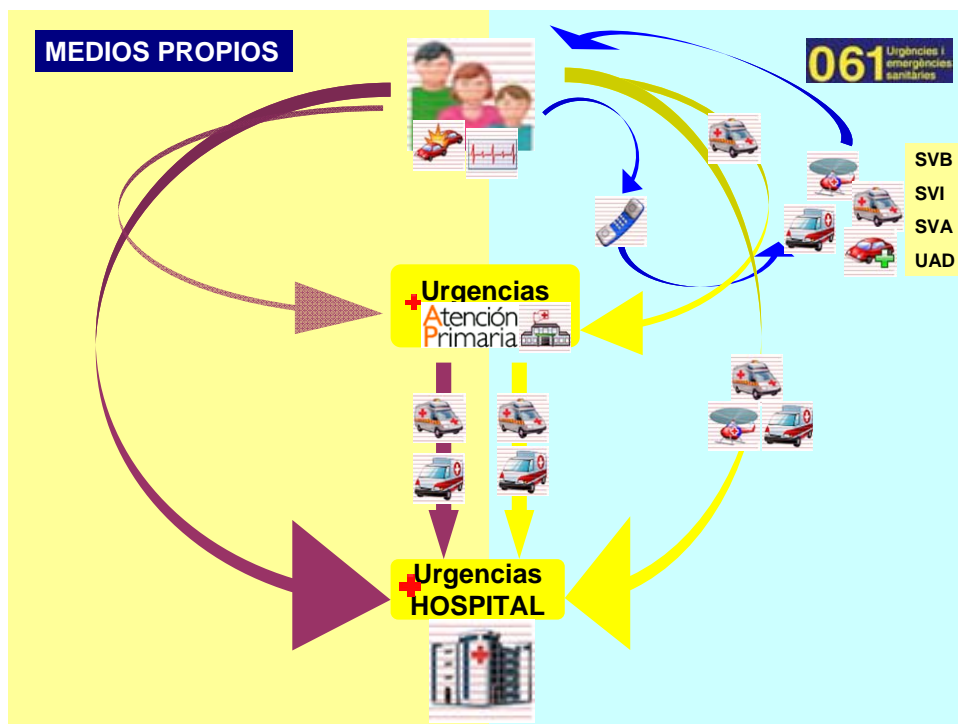 MEDIOS PROPIOS
061 Urgències i
emergències
sanitàries
SVB
SVI
SVA
UAD
Urgencias
Atención
Primaria
Urgencias
HOSPITAL